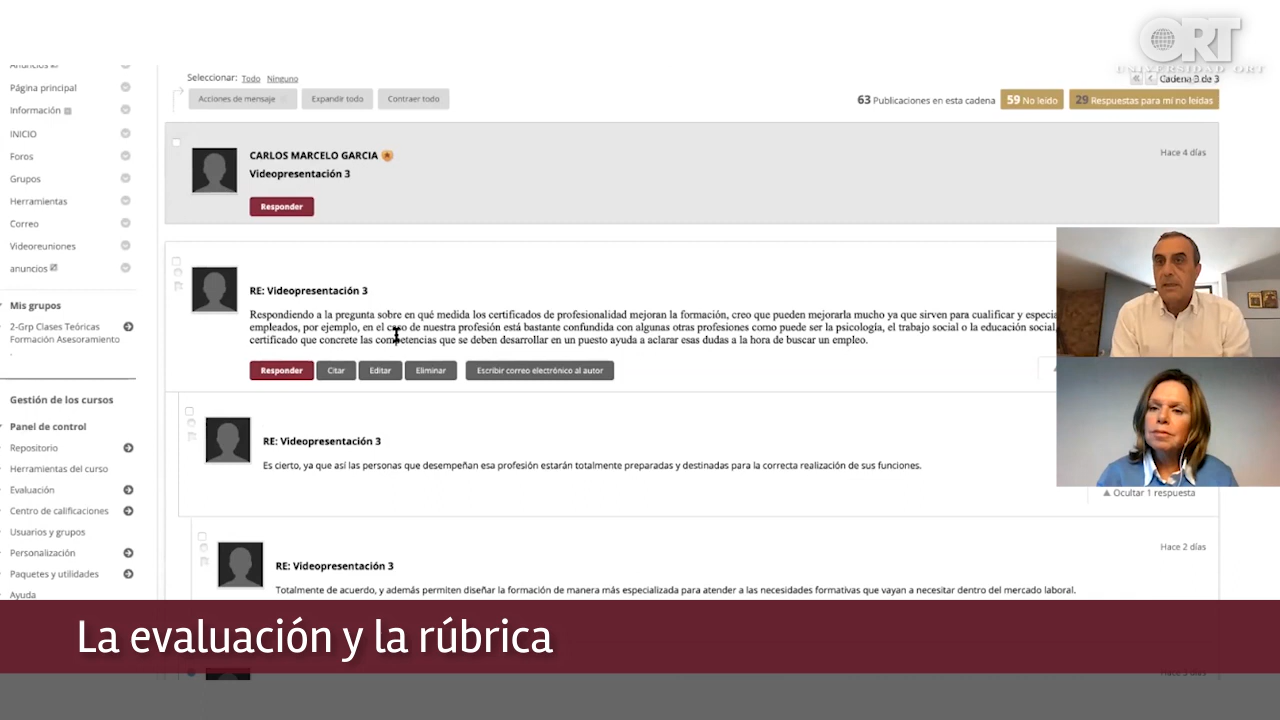 ORT
UNIVERSIDAD ORT
Anuncios
Página principal
Información
INICIO
Foros
Grupos
Herramientas
Correo
Videoreuniones
anuncios
Mis grupos
2-Grp Clases Teóricas
Formación Asesoramiento
.
Gestión de los cursos
Panel de control
Repositorio
Herramientas del curso
Evaluación
Centro de calificaciones
Usuarios y grupos
Personalización
Paquetes y utilidades
Ayuda
Seleccionar: Todo Ninguno
Cadena 3 de 3
Acciones de mensaje Expandir todo Contraer todo
63 Publicaciones en esta cadena 59 No leído 29 Respuestas para mí no leídas
CARLOS MARCELO GARCIA
Hace 4 días
Videopresentación 3
Responder
RE: Videopresentación 3
Respondiendo a la pregunta sobre en qué medida los certificados de profesionalidad mejoran la formación, creo que pueden mejorarla mucho ya que sirven para cualificar y especia
empleados, por ejemplo, en el caso de nuestra profesión está bastante confundida con algunas otras profesiones como puede ser la psicología, el trabajo social o la educación social,
certificado que concrete las competencias que se deben desarrollar en un puesto ayuda a aclarar esas dudas a la hora de buscar un empleo.
Responder Citar Editar Eliminar Escribir correo electrónico al autor
RE: Videopresentación 3
Es cierto, ya que así las personas que desempeñan esa profesión estarán totalmente preparadas y destinadas para la correcta realización de sus funciones.
Ocultar 1 respuesta
Hace 2 días
RE: Videopresentación 3
Totalmente de acuerdo, y además permiten diseñar la formación de manera más especializada para atender a las necesidades formativas que vayan a necesitar dentro del mercado laboral.
La evaluación y la rúbrica
Hace 3 días